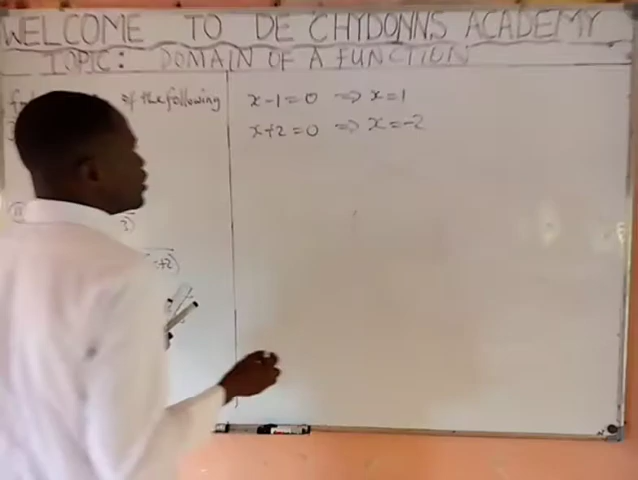 WELCOME TO DE CHYDONNS ACADEMY
TOPIC: DOMAIN OF A FUNCTION
of the following
x-1=0 ⇒ x=1
x+2=0 ⇒ x=-2